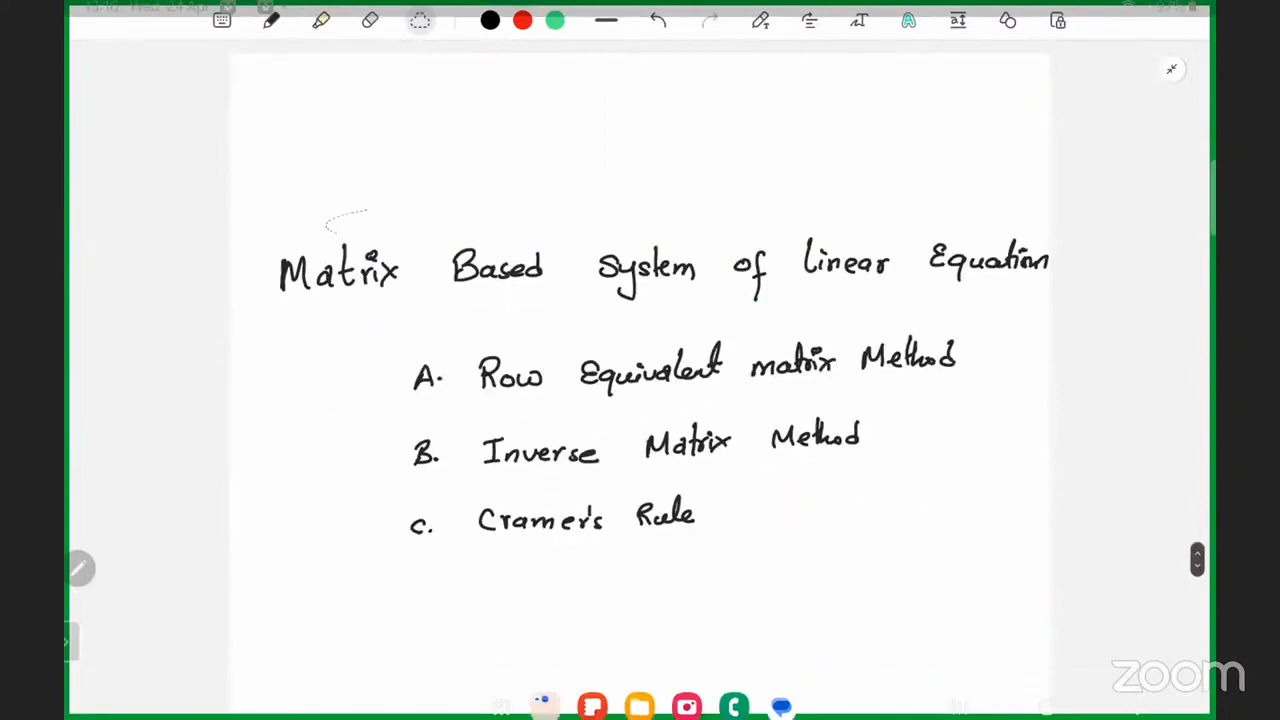 Matrix Based System of linear Equation
A. Row Equivalent matrix Method
B. Inverse Matrix Method
C. Cramer's Rule
zoom